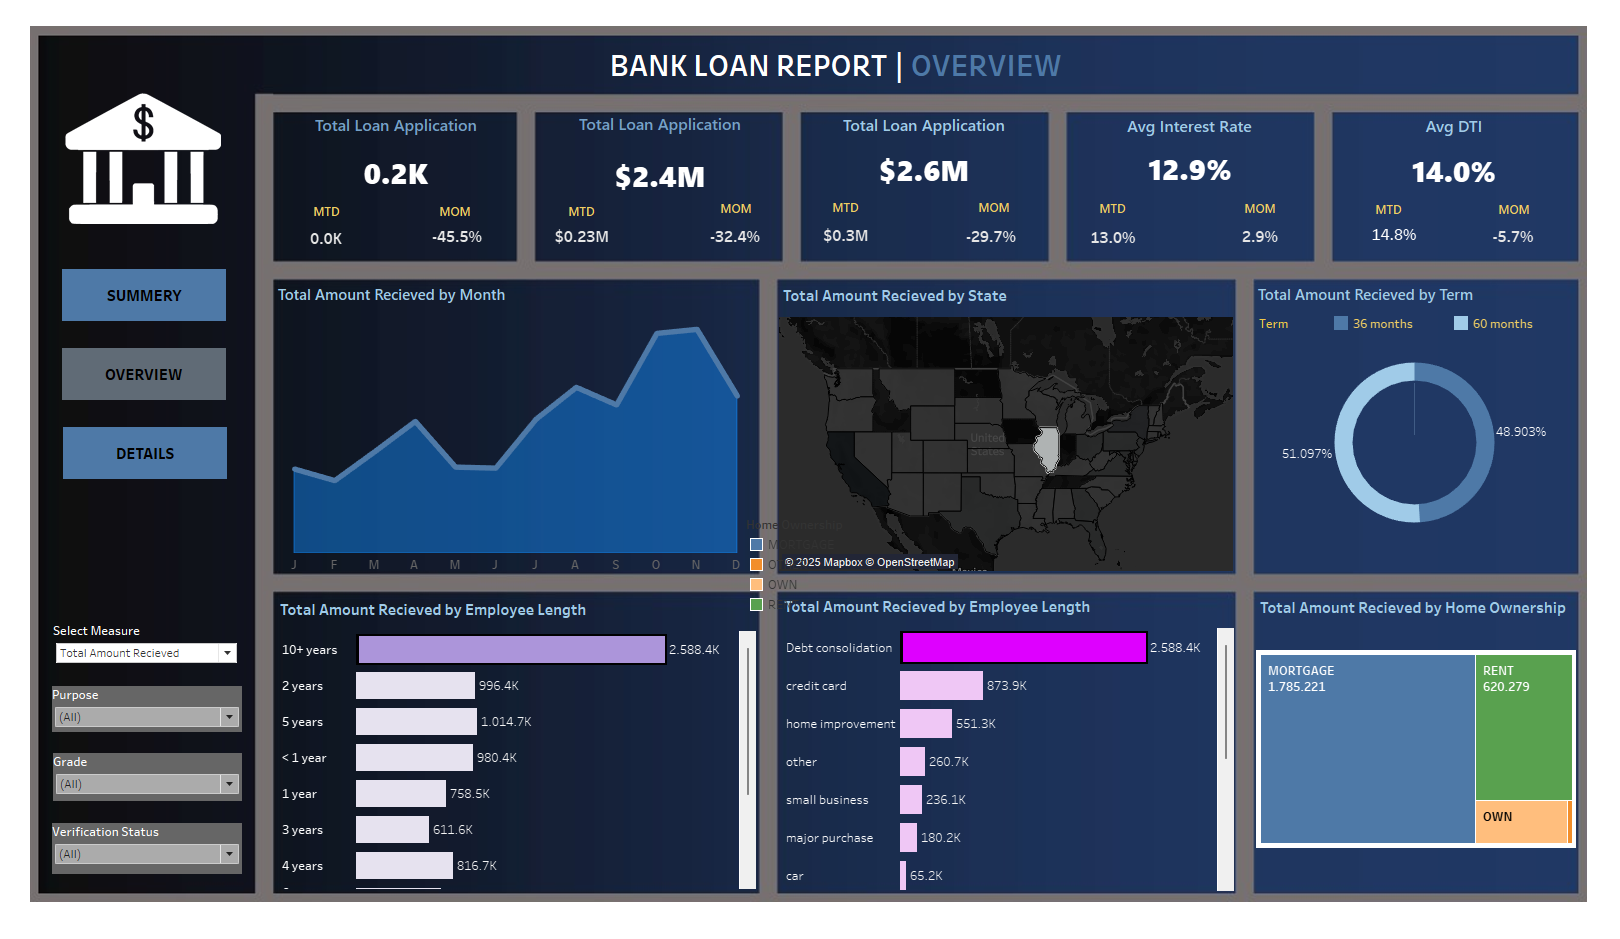 BANK LOAN REPORT | OVERVIEW
$
SUMMERY
OVERVIEW
DETAILS
Select Measure
Total Amount Recieved
Purpose
(All)
Grade
(All)
Verification Status
(All)
Total Loan Application
0.2K
MTD MOM
0.0K -45.5%
Total Loan Application
$2.4M
MTD MOM
$0.23M -32.4%
Total Loan Application
$2.6M
MTD MOM
$0.3M -29.7%
Avg Interest Rate
12.9%
MTD MOM
13.0% 2.9%
Avg DTI
14.0%
MTD MOM
14.8% -5.7%
Total Amount Recieved by Month
J F M A M J J A S O N D
Total Amount Recieved by State
United
States
Mexico
© 2025 Mapbox © OpenStreetMap
Home Ownership
OWN
Total Amount Recieved by Term
Term 36 months 60 months
48.903%
51.097%
Total Amount Recieved by Employee Length
10+ years 2.588.4K
2 years 996.4K
5 years 1.014.7K
< 1 year 980.4K
1 year 758.5K
3 years 611.6K
4 years 816.7K
Total Amount Recieved by Employee Length
Debt consolidation 2.588.4K
credit card 873.9K
home improvement 551.3K
other 260.7K
small business 236.1K
major purchase 180.2K
car 65.2K
Total Amount Recieved by Home Ownership
MORTGAGE
1.785.221
RENT
620.279
OWN